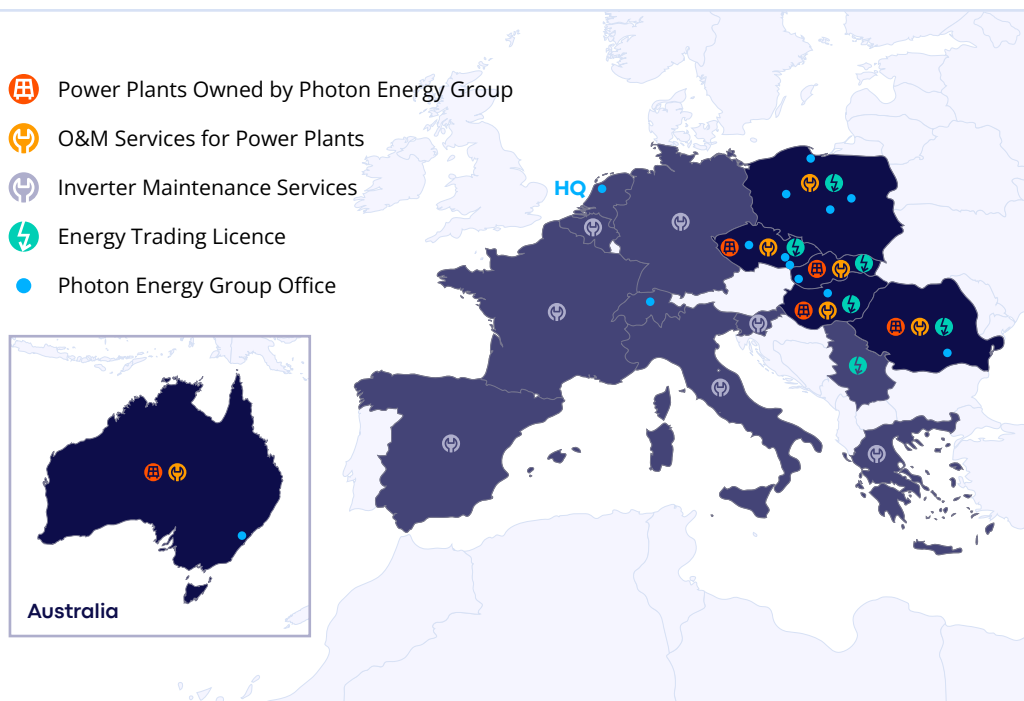 Power Plants Owned by Photon Energy Group
O&M Services for Power Plants
Inverter Maintenance Services
HQ
Energy Trading Licence
Photon Energy Group Office
Australia